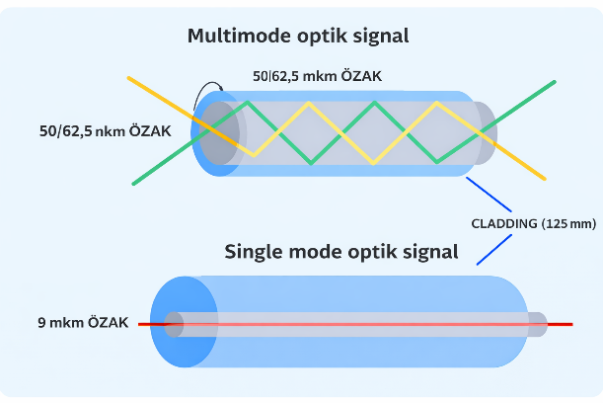 Multimode optik signal
50|62,5 mkm ÖZAK
50/62,5 nkm ÖZAK
CLADDING (125 mm)
Single mode optik signal
9 mkm ÖZAK